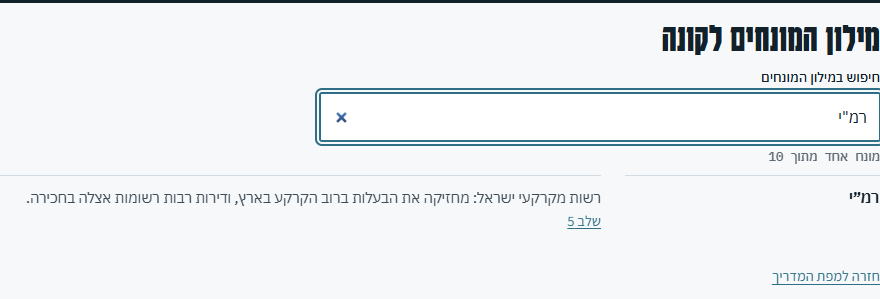 מילון המונחים לקונה
חיפוש במילון המונחים
רמ"י
מונח אחד מתוך 10
רמ״י
רשות מקרקעי ישראל: מחזיקה את הבעלות ברוב הקרקע בארץ, ודירות רבות רשומות אצלה בחכירה.
שלב 5
חזרה למפת המדריך